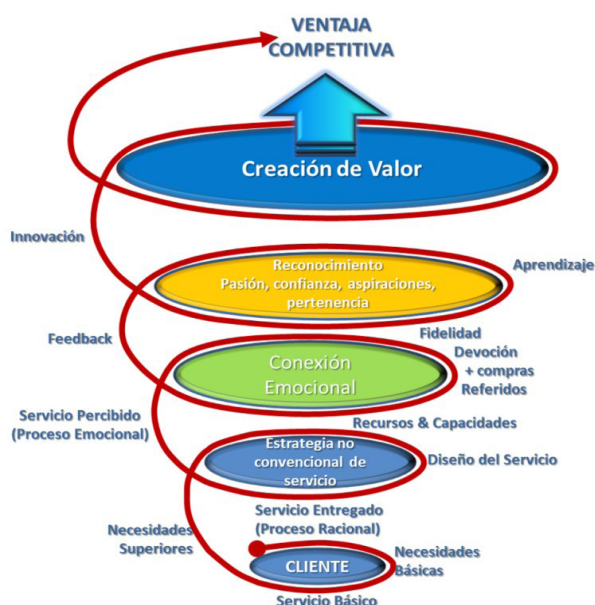 VENTAJA
COMPETITIVA
Creación de Valor
Innovación
Reconocimiento
Pasión, confianza, aspiraciones,
pertenencia
Aprendizaje
Feedback
Fidelidad
Devoción
+ compras
Referidos
Conexión
Emocional
Servicio Percibido
(Proceso Emocional)
Recursos & Capacidades
Estrategia no
convencional de
servicio
Diseño del Servicio
Servicio Entregado
(Proceso Racional)
Necesidades
Superiores
CLIENTE
Necesidades
Básicas
Servicio Básico